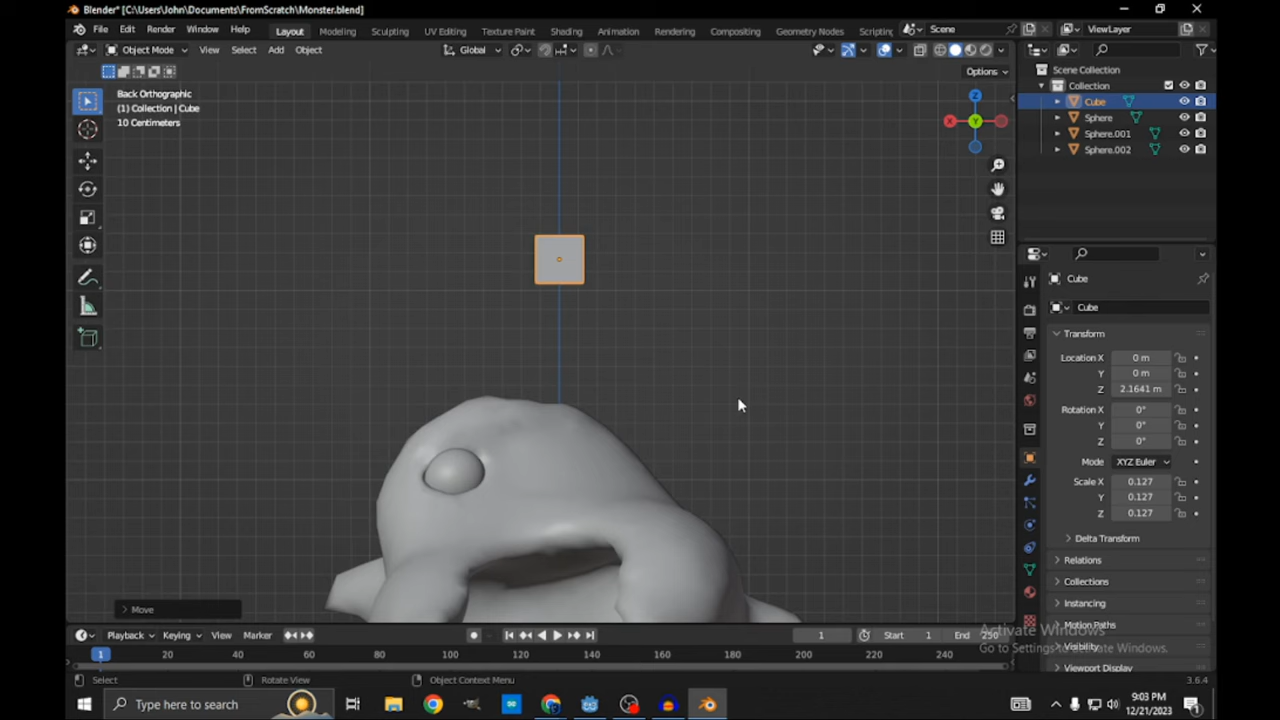 Blender* [C:\Users\John\Documents\FromScratch\Monster.blend]
File Edit Render Window Help Layout Modeling Sculpting UV Editing Texture Paint Shading Animation Rendering Compositing Geometry Nodes Scripting Scene ViewLayer
Object Mode View Select Add Object Global
Options
Back Orthographic
(1) Collection | Cube
10 Centimeters
Z
X
Y
Scene Collection
Collection
Cube
Sphere
Sphere.001
Sphere.002
Cube
Cube
Transform
Location X 0 m
Y 0 m
Z 2.1641 m
Rotation X 0°
Y 0°
Z 0°
Mode XYZ Euler
Scale X 0.127
Y 0.127
Z 0.127
Delta Transform
Relations
Collections
Instancing
Motion Paths
Visibility
Viewport Display
Move
Activate Windows
Go to Settings to Activate Windows.
Playback Keying View Marker 1 Start 1 End 250
1 20 40 60 80 100 120 140 160 180 200 220 240
Select Rotate View Object Context Menu 3.6.4
Type here to search
9:03 PM
12/21/2023
1